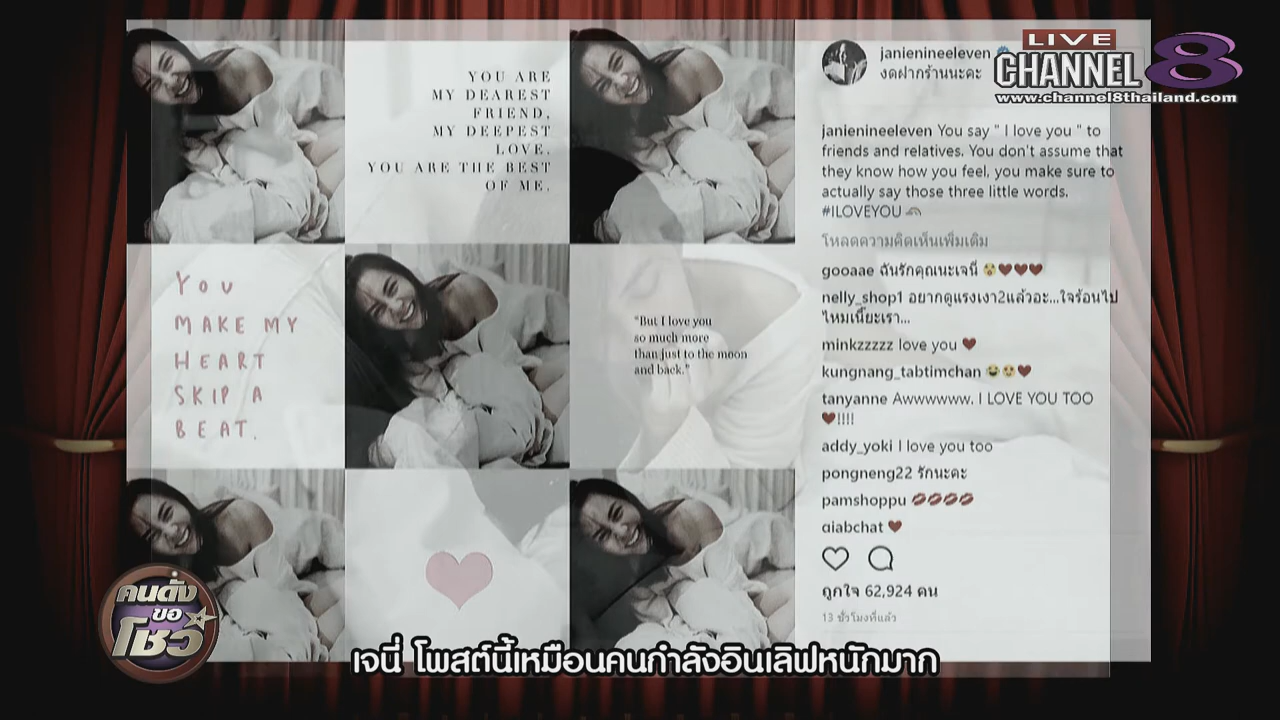 YOU ARE
MY DEAREST
FRIEND,
MY DEEPEST
LOVE.
YOU ARE THE BEST
OF ME.
YOU
MAKE MY
HEART
SKIP A
BEAT.
"But I love you
so much more
than just to the moon
and back."
janienineeleven
งดฝากร้านนะคะ
LIVE
CHANNEL 8
www.channel8thailand.com
janienineeleven You say " I love you " to
friends and relatives. You don't assume that
they know how you feel, you make sure to
actually say those three little words.
#ILOVEYOU
โหลดความคิดเห็นเพิ่มเติม
gooaae ฉันรักคุณนะเจนี่ 😲❤❤❤
nelly_shop1 อยากดูแรงเงา2แล้วอะ...ใจร้อนไป
ไหมเนี๊ยะเรา...
minkzzzzz love you ❤
kungnang_tabtimchan 😂😍❤
tanyanne Awwwwww. I LOVE YOU TOO
❤!!!!
addy_yoki I love you too
pongneng22 รักนะคะ
pamshoppu 💋💋💋💋
aiabchat ❤
ถูกใจ 62,924 คน
13 ชั่วโมงที่แล้ว
คนดัง
ขอ
โชว์
เจนี่ โพสต์นี้เหมือนคนกำลังอินเลิฟหนักมาก